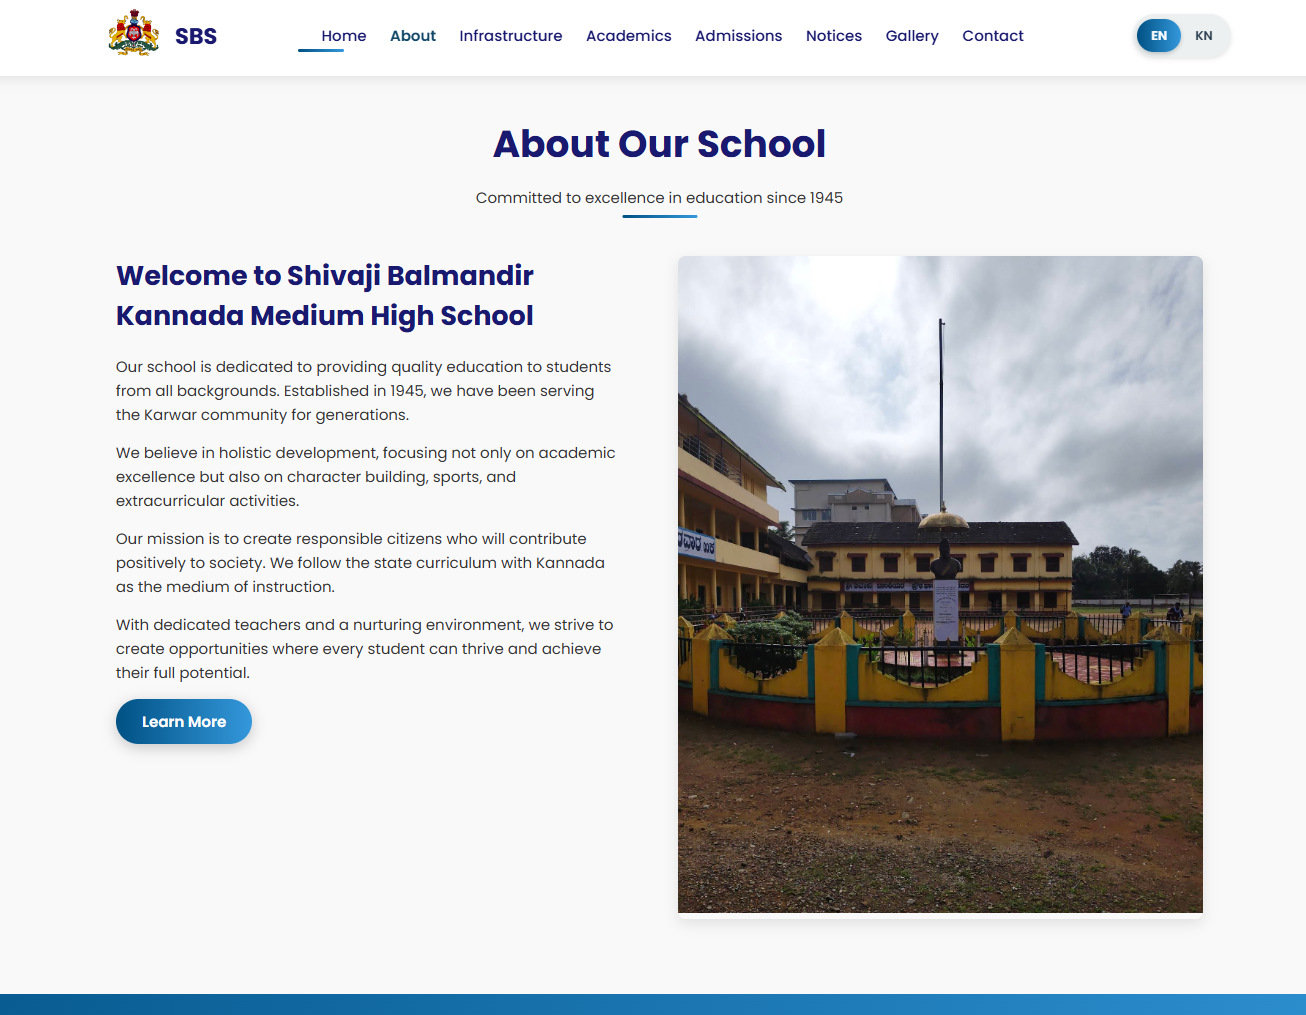 SBS
Home About Infrastructure Academics Admissions Notices Gallery Contact
EN KN
About Our School
Committed to excellence in education since 1945
Welcome to Shivaji Balmandir
Kannada Medium High School
Our school is dedicated to providing quality education to students
from all backgrounds. Established in 1945, we have been serving
the Karwar community for generations.
We believe in holistic development, focusing not only on academic
excellence but also on character building, sports, and
extracurricular activities.
Our mission is to create responsible citizens who will contribute
positively to society. We follow the state curriculum with Kannada
as the medium of instruction.
With dedicated teachers and a nurturing environment, we strive to
create opportunities where every student can thrive and achieve
their full potential.
Learn More